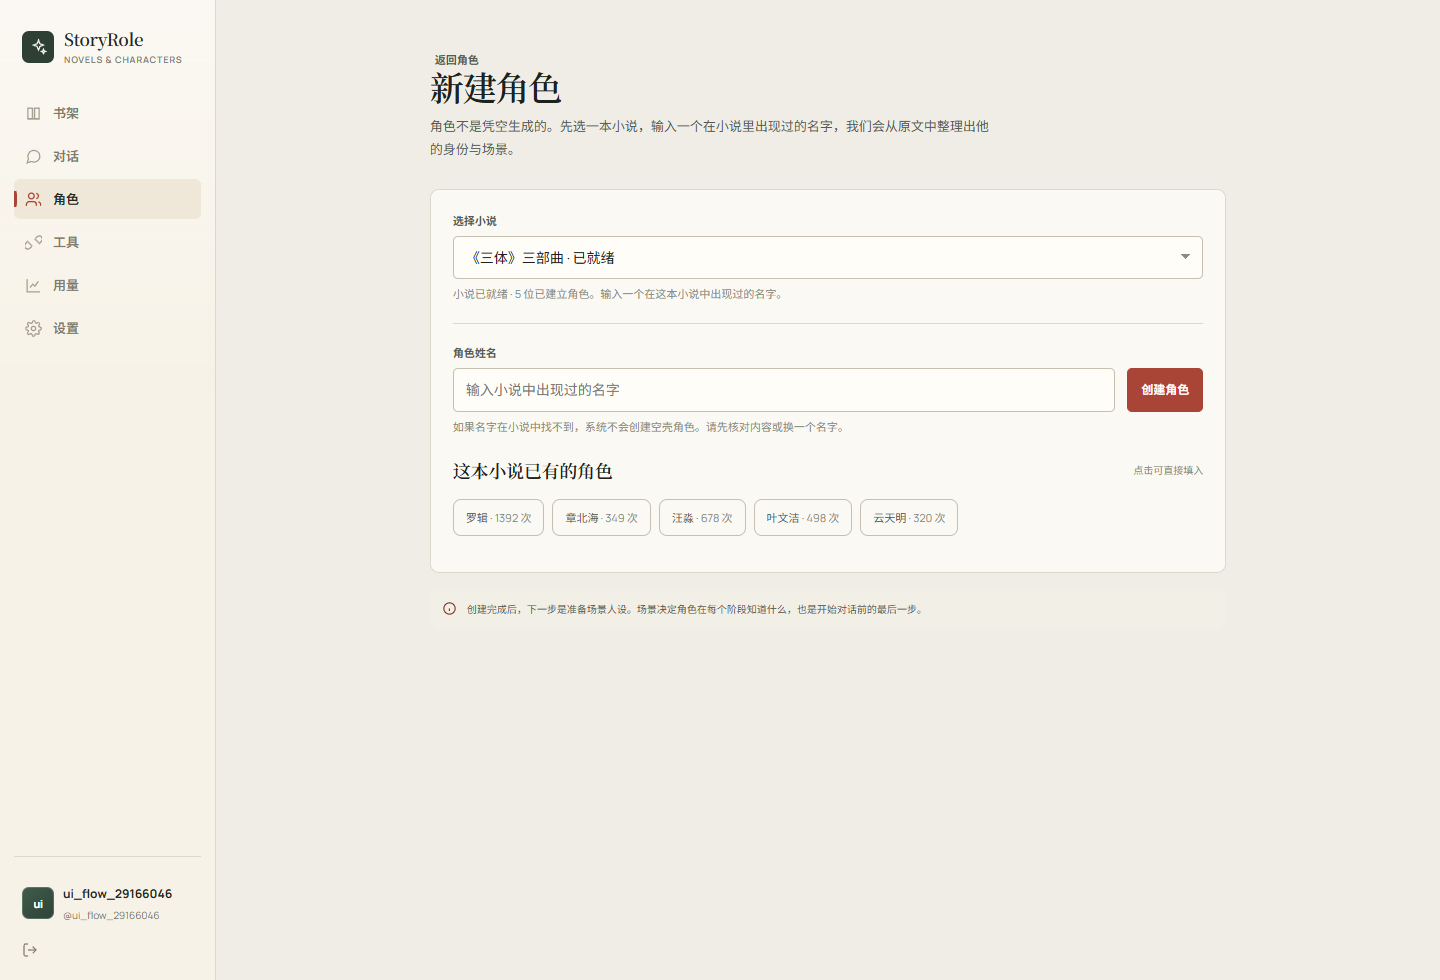 StoryRole
NOVELS & CHARACTERS
书架
对话
角色
工具
用量
设置
ui
ui_flow_29166046
@ui_flow_29166046
返回角色
新建角色
角色不是凭空生成的。先选一本小说，输入一个在小说里出现过的名字，我们会从原文中整理出他
的身份与场景。
选择小说
《三体》三部曲 · 已就绪
小说已就绪 · 5 位已建立角色。输入一个在这本小说中出现过的名字。
角色姓名
输入小说中出现过的名字
创建角色
如果名字在小说中找不到，系统不会创建空壳角色。请先核对内容或换一个名字。
这本小说已有的角色
点击可直接填入
罗辑 · 1392 次
章北海 · 349 次
汪淼 · 678 次
叶文洁 · 498 次
云天明 · 320 次
创建完成后，下一步是准备场景人设。场景决定角色在每个阶段知道什么，也是开始对话前的最后一步。